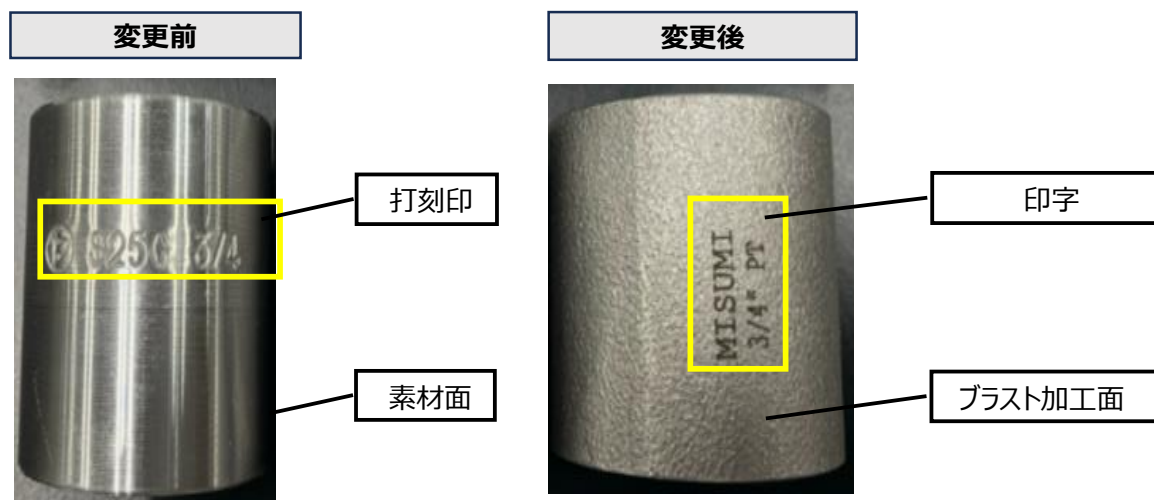 変更前
変更後
打刻印
印字
S25C 3/4
MISUMI
3/4" PT
素材面
ブラスト加工面